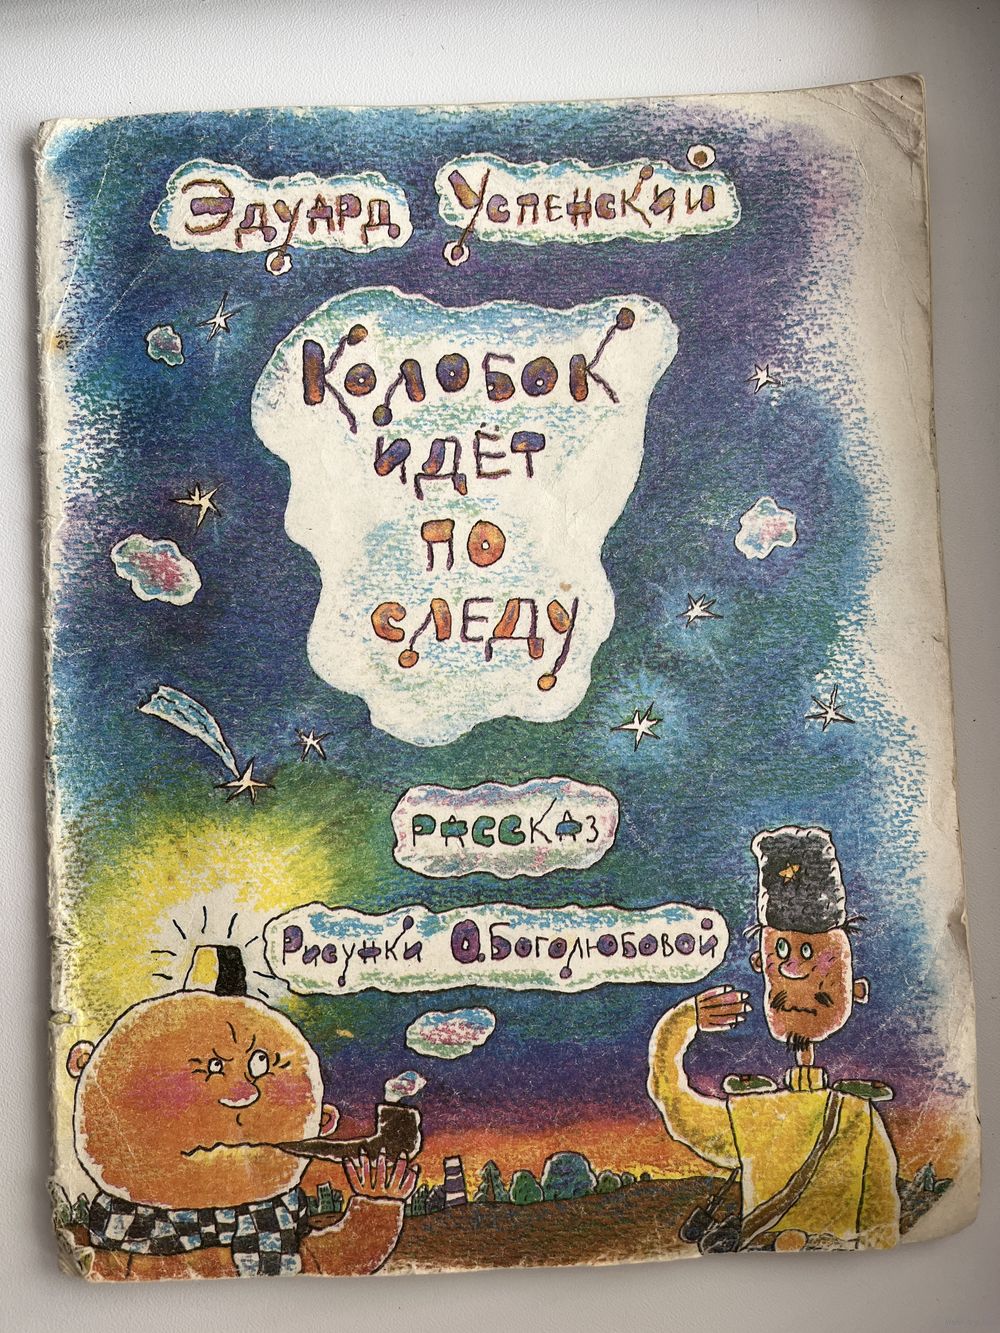 Эдуард Успенский
Колобок
идёт
по
следу
рассказ
Рисунки О. Боголюбовой